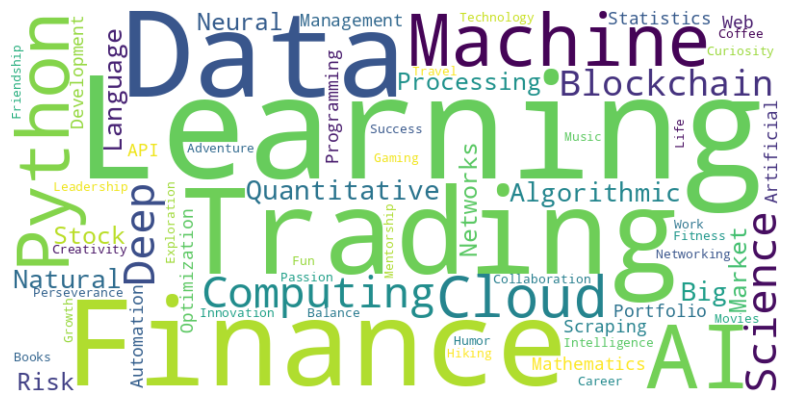 Friendship
Python
Development
Language
Data
Neural
Management
Machine
Technology
Statistics
Web
Coffee
Curiosity
Travel
Processing
Blockchain
Programming
Learning
API
Adventure
Success
Gaming
Music
Life
Artificial
Leadership
Deep
Exploration
Quantitative
Trading
Networks
Algorithmic
Stock
Creativity
Optimization
Mentorship
Work
Fitness
Networking
Market
Science
Natural
Perseverance
Fun
Passion
Computing
Cloud
Collaboration
Big
Portfolio
Movies
Growth
Automation
Innovation
Balance
Finance
Humor
Hiking
Scraping
Intelligence
AI
Books
Risk
Mathematics
Career